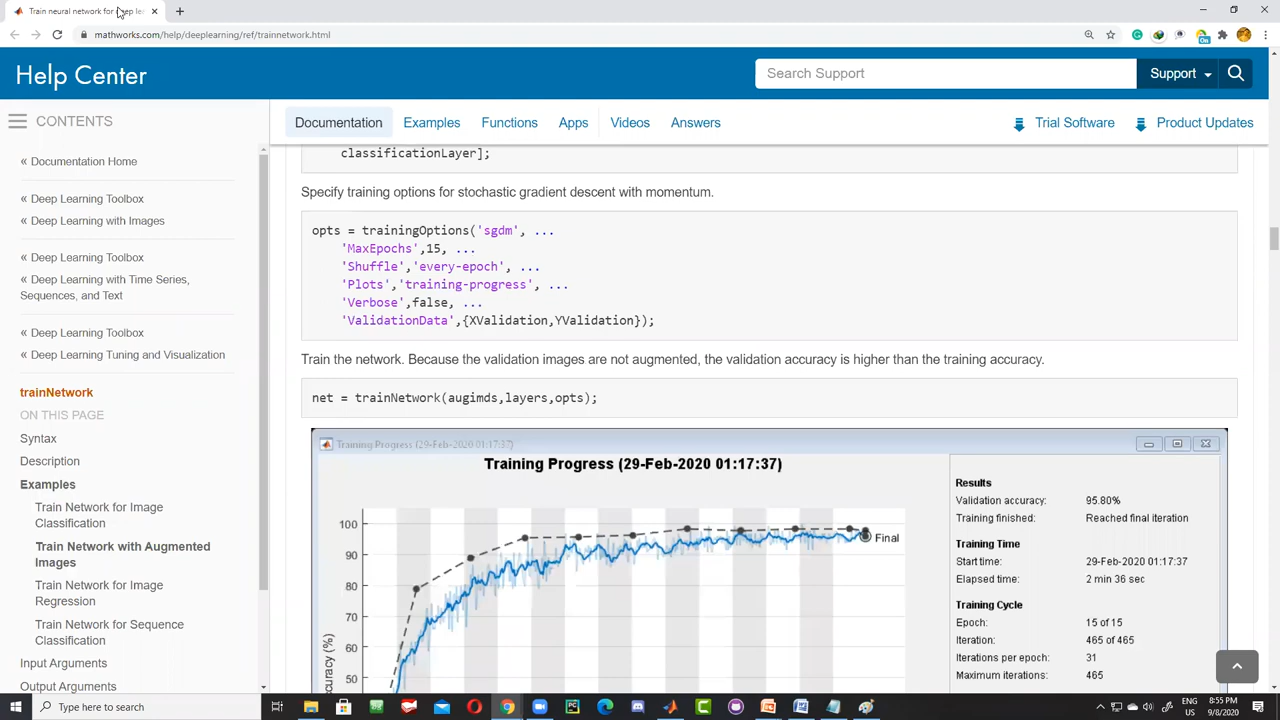 Train neural network for deep le
mathworks.com/help/deeplearning/ref/trainnetwork.html
Help Center
Search Support
Support
CONTENTS
Documentation
Examples
Functions
Apps
Videos
Answers
Trial Software
Product Updates
« Documentation Home
« Deep Learning Toolbox
« Deep Learning with Images
« Deep Learning Toolbox
« Deep Learning with Time Series,
Sequences, and Text
« Deep Learning Toolbox
« Deep Learning Tuning and Visualization
trainNetwork
ON THIS PAGE
Syntax
Description
Examples
Train Network for Image
Classification
Train Network with Augmented
Images
Train Network for Image
Regression
Train Network for Sequence
Classification
Input Arguments
Output Arguments
classificationLayer];
Specify training options for stochastic gradient descent with momentum.
opts = trainingOptions('sgdm', ...
'MaxEpochs',15, ...
'Shuffle','every-epoch', ...
'Plots','training-progress', ...
'Verbose',false, ...
'ValidationData',{XValidation,YValidation});
Train the network. Because the validation images are not augmented, the validation accuracy is higher than the training accuracy.
net = trainNetwork(augimds,layers,opts);
Training Progress (29-Feb-2020 01:17:37)
Training Progress (29-Feb-2020 01:17:37)
100
90
80
70
60
50
Final
Results
Validation accuracy: 95.80%
Training finished: Reached final iteration
Training Time
Start time: 29-Feb-2020 01:17:37
Elapsed time: 2 min 36 sec
Training Cycle
Epoch: 15 of 15
Iteration: 465 of 465
Iterations per epoch: 31
Maximum iterations: 465
Type here to search
ENG
US
8:55 PM
9/8/2020